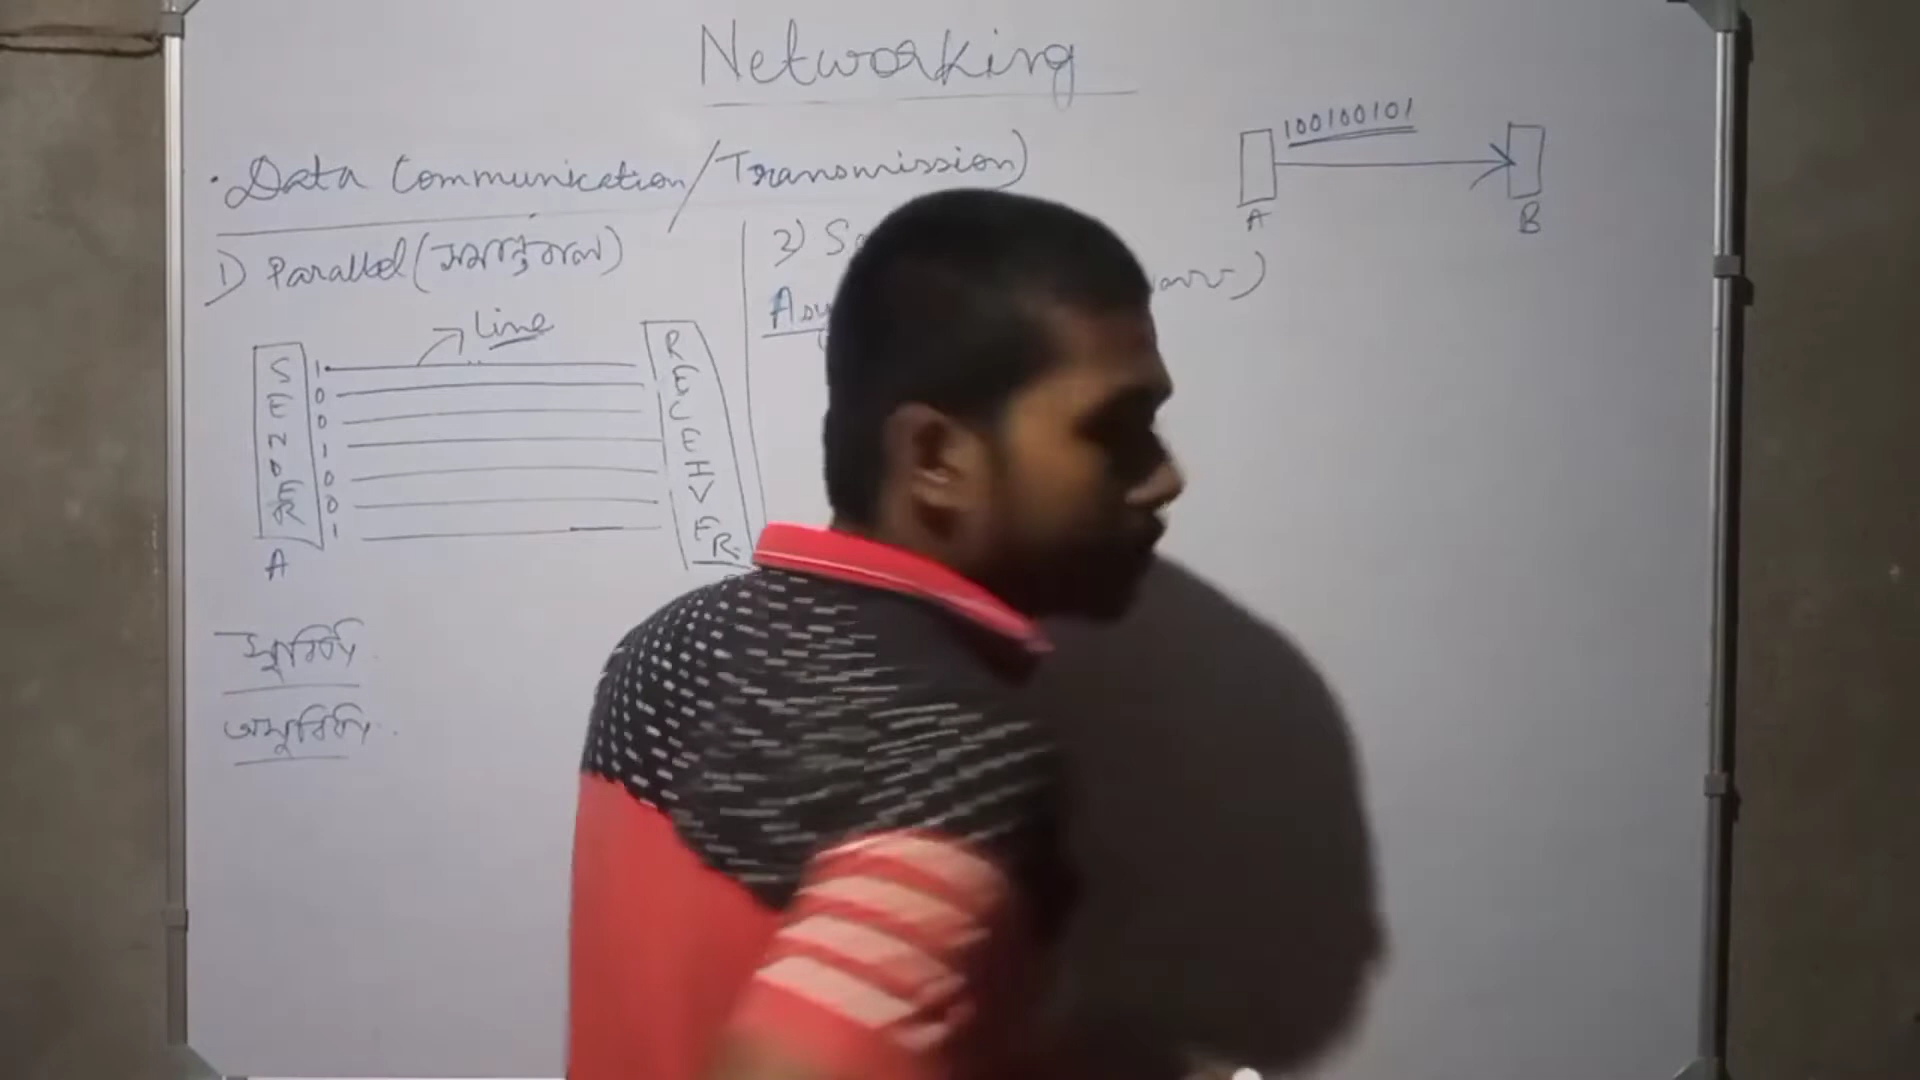 Networking
100100101
A
B
• Data Communication/Transmission)
1) Parallel (সমান্তরাল)
2)
Line
SENDER
1
0
0
1
0
0
1
A
সুবিধা
অসুবিধা